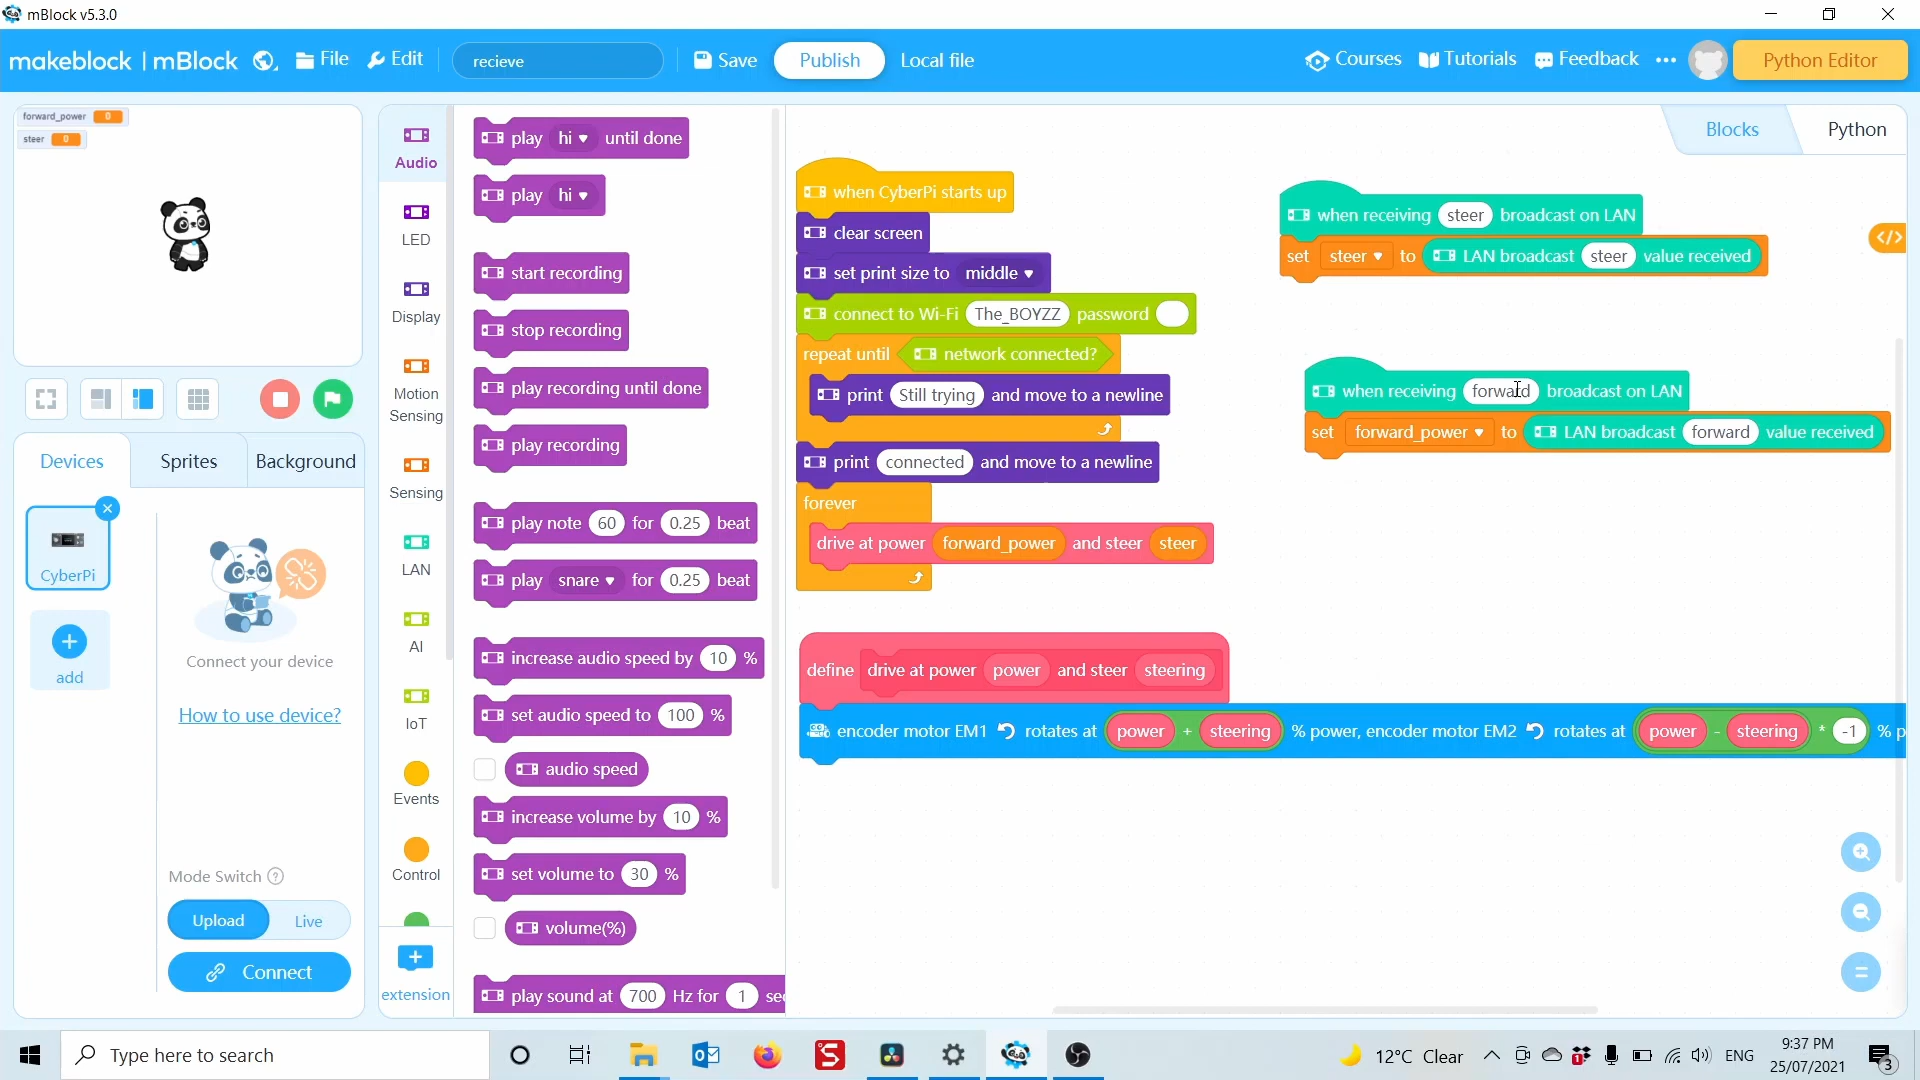 mBlock v5.3.0
makeblock | mBlock File Edit recieve Save Publish Local file Courses Tutorials Feedback ••• Python Editor
forward_power 0
steer 0
Devices Sprites Background
CyberPi
add
Connect your device
How to use device?
Mode Switch ?
Upload Live
Connect
Audio
LED
Display
Motion
Sensing
Sensing
LAN
AI
IoT
Events
Control
extension
play hi until done
play hi
start recording
stop recording
play recording until done
play recording
play note 60 for 0.25 beat
play snare for 0.25 beat
increase audio speed by 10 %
set audio speed to 100 %
audio speed
increase volume by 10 %
set volume to 30 %
volume(%)
play sound at 700 Hz for 1 se
Blocks Python
</>
when CyberPi starts up
clear screen
set print size to middle
connect to Wi-Fi The_BOYZZ password
repeat until network connected?
print Still trying and move to a newline
print connected and move to a newline
forever
drive at power forward_power and steer steer
define drive at power power and steer steering
encoder motor EM1 rotates at power + steering % power, encoder motor EM2 rotates at power - steering * -1 % p
when receiving steer broadcast on LAN
set steer to LAN broadcast steer value received
when receiving forward broadcast on LAN
set forward_power to LAN broadcast forward value received
Type here to search
12°C Clear
ENG
9:37 PM
25/07/2021
3